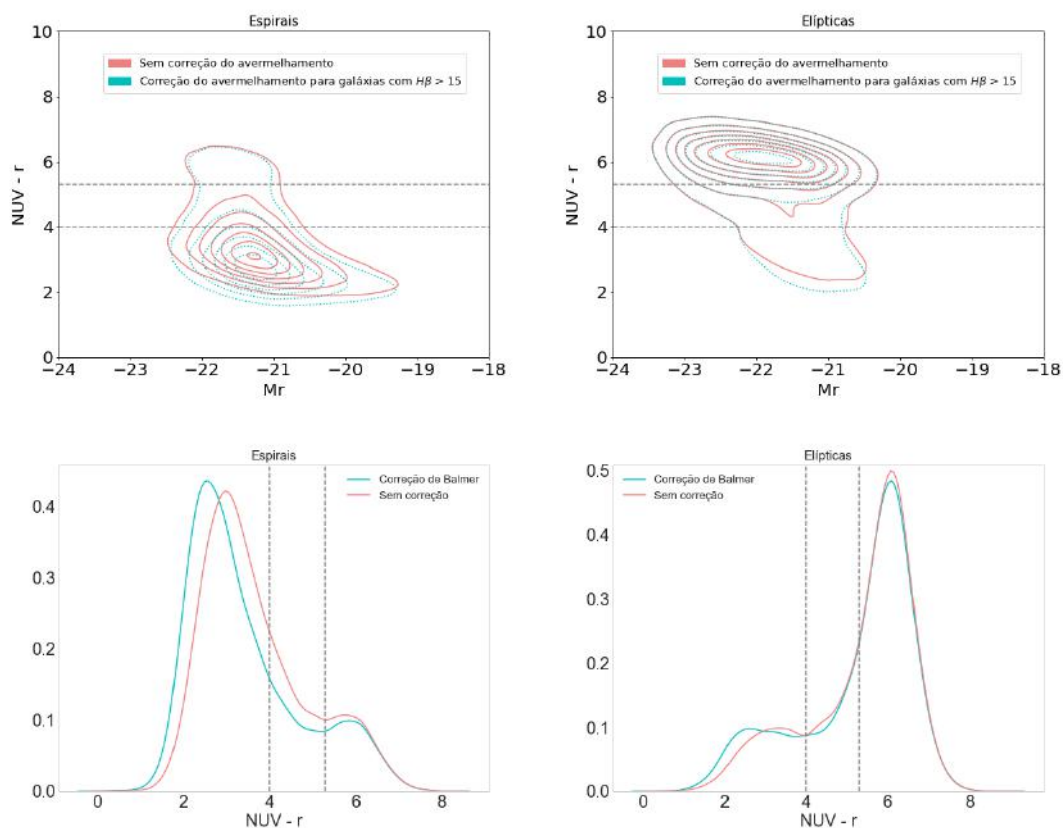 Espirais
10
8
6
4
2
0
NUV - r
Sem correção do avermelhamento
Correção do avermelhamento para galáxias com Hβ > 15
−24 −23 −22 −21 −20 −19 −18
Mr
Elípticas
10
8
6
4
2
0
NUV - r
Sem correção do avermelhamento
Correção do avermelhamento para galáxias com Hβ > 15
−24 −23 −22 −21 −20 −19 −18
Mr
Espirais
0.4
0.3
0.2
0.1
0.0
Correção de Balmer
Sem correção
0 2 4 6 8
NUV - r
Elípticas
0.5
0.4
0.3
0.2
0.1
0.0
Correção de Balmer
Sem correção
0 2 4 6 8
NUV - r